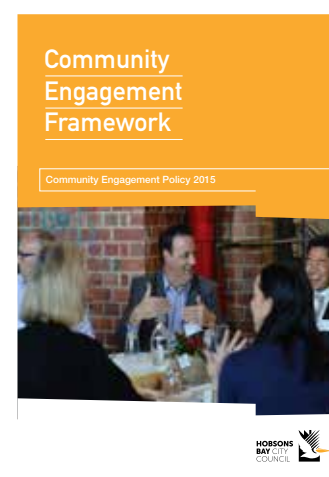 Community
Engagement
Framework
Community Engagement Policy 2015
HOBSONS
BAY CITY
COUNCIL